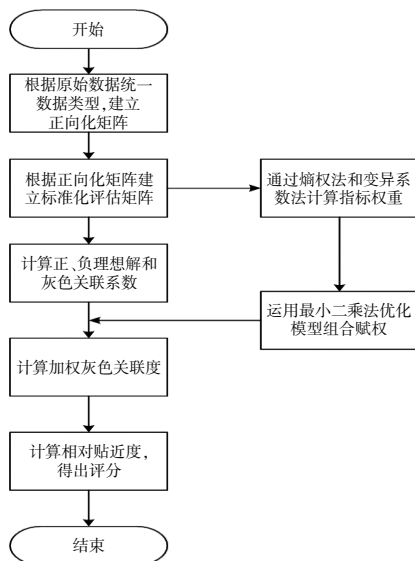 开始
根据原始数据统一
数据类型,建立
正向化矩阵
根据正向化矩阵建
立标准化评估矩阵
通过熵权法和变异系
数法计算指标权重
计算正、负理想解和
灰色关联系数
运用最小二乘法优化
模型组合赋权
计算加权灰色关联度
计算相对贴近度,
得出评分
结束